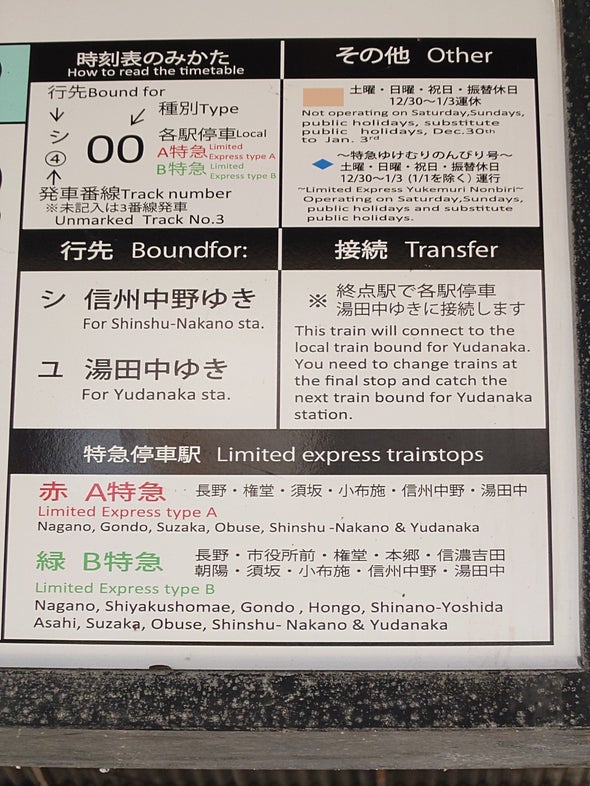 時刻表のみかた
How to read the timetable
行先Bound for
種別Type
シ
④
00
各駅停車Local
A特急Limited Express type A
B特急Limited Express type B
発車番線Track number
※未記入は3番線発車
Unmarked Track No.3
その他 Other
土曜・日曜・祝日・振替休日
12/30～1/3運休
Not operating on Saturday,Sundays,
public holidays, substitute
public holidays, Dec.30th
to Jan. 3rd
～特急ゆけむりのんびり号～
土曜・日曜・祝日・振替休日
12/30～1/3 (1/1を除く) 運行
~Limited Express Yukemuri Nonbiri~
Operating on Saturday,Sundays,
public holidays and substitute
public holidays.
行先 Boundfor:
シ 信州中野ゆき
For Shinshu-Nakano sta.
ユ 湯田中ゆき
For Yudanaka sta.
接続 Transfer
※ 終点駅で各駅停車
湯田中ゆきに接続します
This train will connect to the
local train bound for Yudanaka.
You need to change trains at
the final stop and catch the
next train bound for Yudanaka
station.
特急停車駅 Limited express trainstops
赤 A特急 長野・権堂・須坂・小布施・信州中野・湯田中
Limited Express type A
Nagano, Gondo, Suzaka, Obuse, Shinshu -Nakano & Yudanaka
緑 B特急 長野・市役所前・権堂・本郷・信濃吉田
朝陽・須坂・小布施・信州中野・湯田中
Limited Express type B
Nagano, Shiyakushomae, Gondo , Hongo, Shinano-Yoshida
Asahi, Suzaka, Obuse, Shinshu- Nakano & Yudanaka